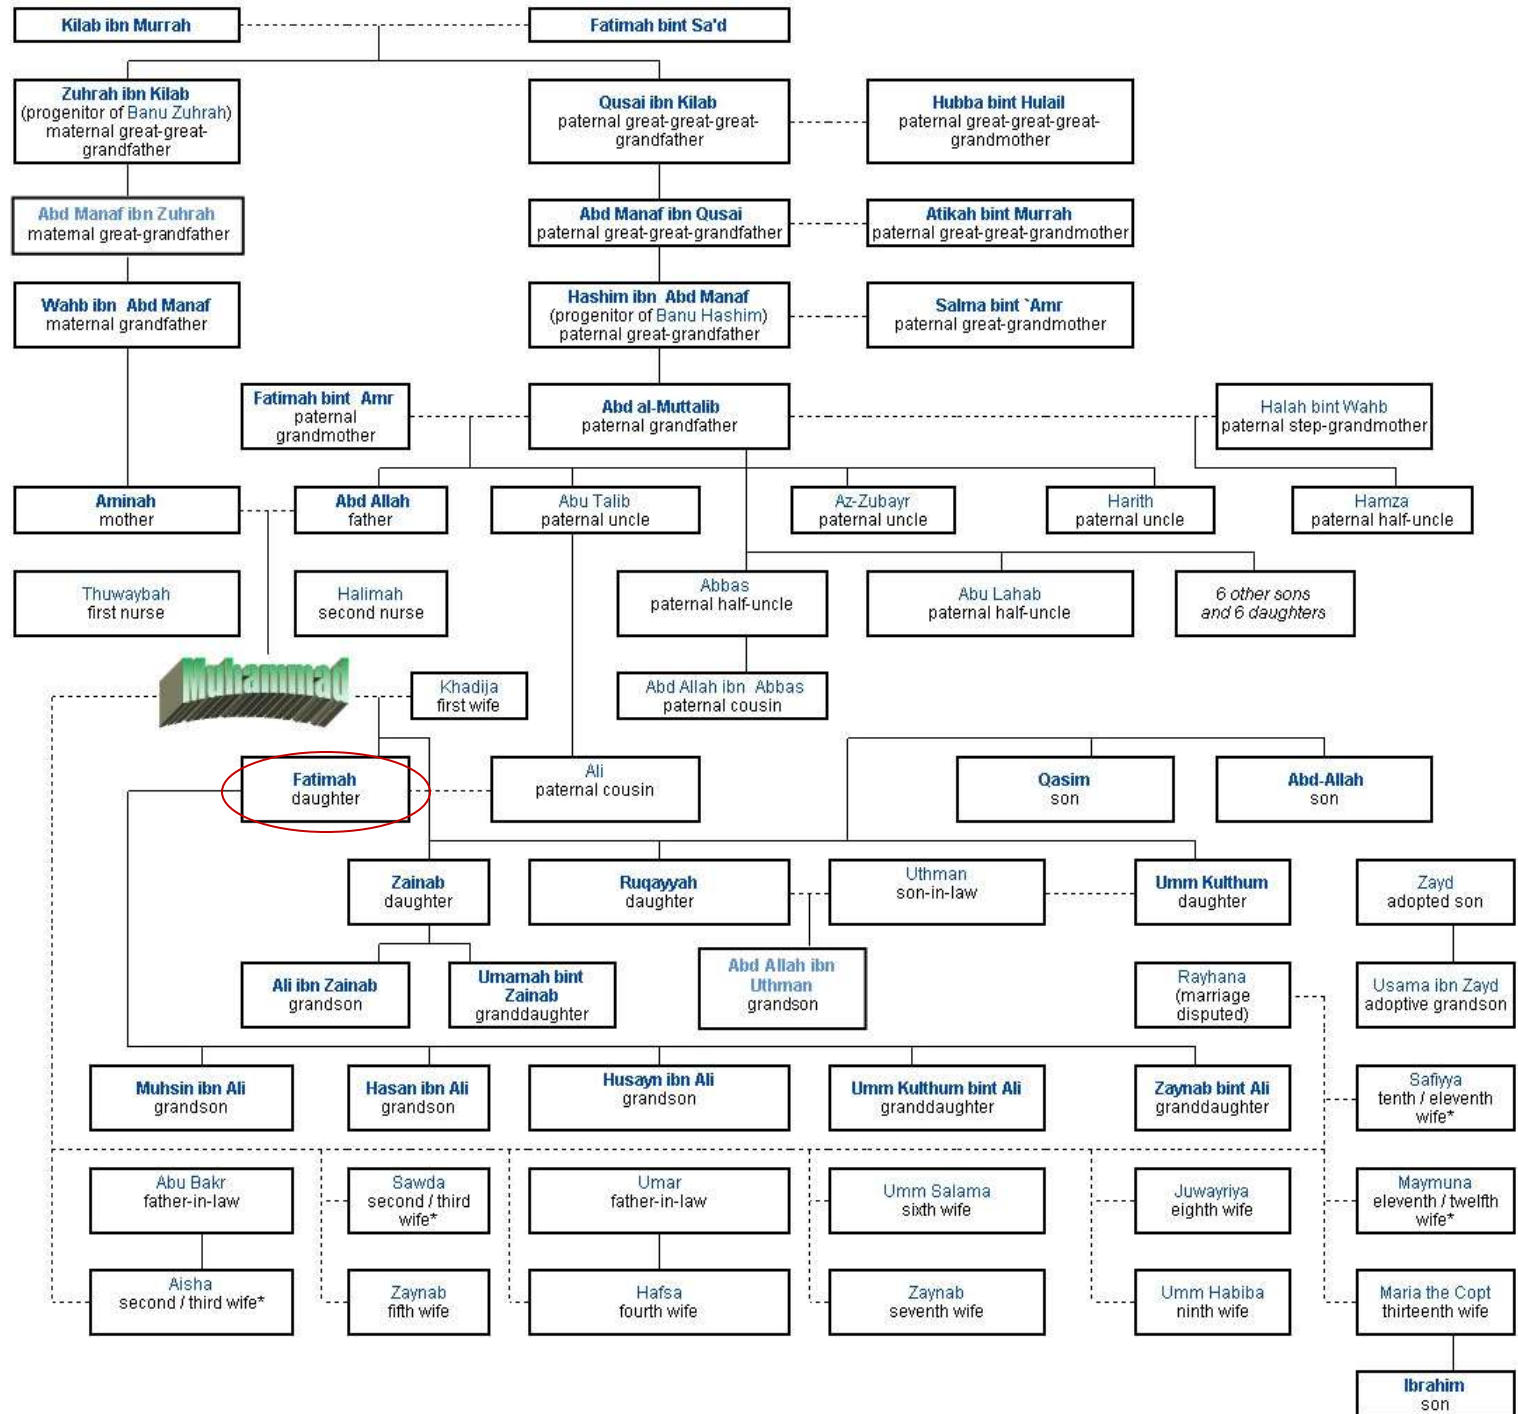 Kilab ibn Murrah
Fatimah bint Sa'd
Zuhrah ibn Kilab
(progenitor of Banu Zuhrah)
maternal great-great-
grandfather
Qusai ibn Kilab
paternal great-great-great-
grandfather
Hubba bint Hulail
paternal great-great-great-
grandmother
Abd Manaf ibn Zuhrah
maternal great-grandfather
Abd Manaf ibn Qusai
paternal great-great-grandfather
Atikah bint Murrah
paternal great-great-grandmother
Wahb ibn Abd Manaf
maternal grandfather
Hashim ibn Abd Manaf
(progenitor of Banu Hashim)
paternal great-grandfather
Salma bint `Amr
paternal great-grandmother
Fatimah bint Amr
paternal
grandmother
Abd al-Muttalib
paternal grandfather
Halah bint Wahb
paternal step-grandmother
Aminah
mother
Abd Allah
father
Abu Talib
paternal uncle
Az-Zubayr
paternal uncle
Harith
paternal uncle
Hamza
paternal half-uncle
Thuwaybah
first nurse
Halimah
second nurse
Abbas
paternal half-uncle
Abu Lahab
paternal half-uncle
6 other sons
and 6 daughters
Muhammad
Khadija
first wife
Abd Allah ibn Abbas
paternal cousin
Fatimah
daughter
Ali
paternal cousin
Qasim
son
Abd-Allah
son
Zainab
daughter
Ruqayyah
daughter
Uthman
son-in-law
Umm Kulthum
daughter
Zayd
adopted son
Ali ibn Zainab
grandson
Umamah bint
Zainab
granddaughter
Abd Allah ibn
Uthman
grandson
Rayhana
(marriage
disputed)
Usama ibn Zayd
adoptive grandson
Muhsin ibn Ali
grandson
Hasan ibn Ali
grandson
Husayn ibn Ali
grandson
Umm Kulthum bint Ali
granddaughter
Zaynab bint Ali
granddaughter
Safiyya
tenth / eleventh
wife*
Abu Bakr
father-in-law
Sawda
second / third
wife*
Umar
father-in-law
Umm Salama
sixth wife
Juwayriya
eighth wife
Maymuna
eleventh / twelfth
wife*
Aisha
second / third wife*
Zaynab
fifth wife
Hafsa
fourth wife
Zaynab
seventh wife
Umm Habiba
ninth wife
Maria the Copt
thirteenth wife
Ibrahim
son